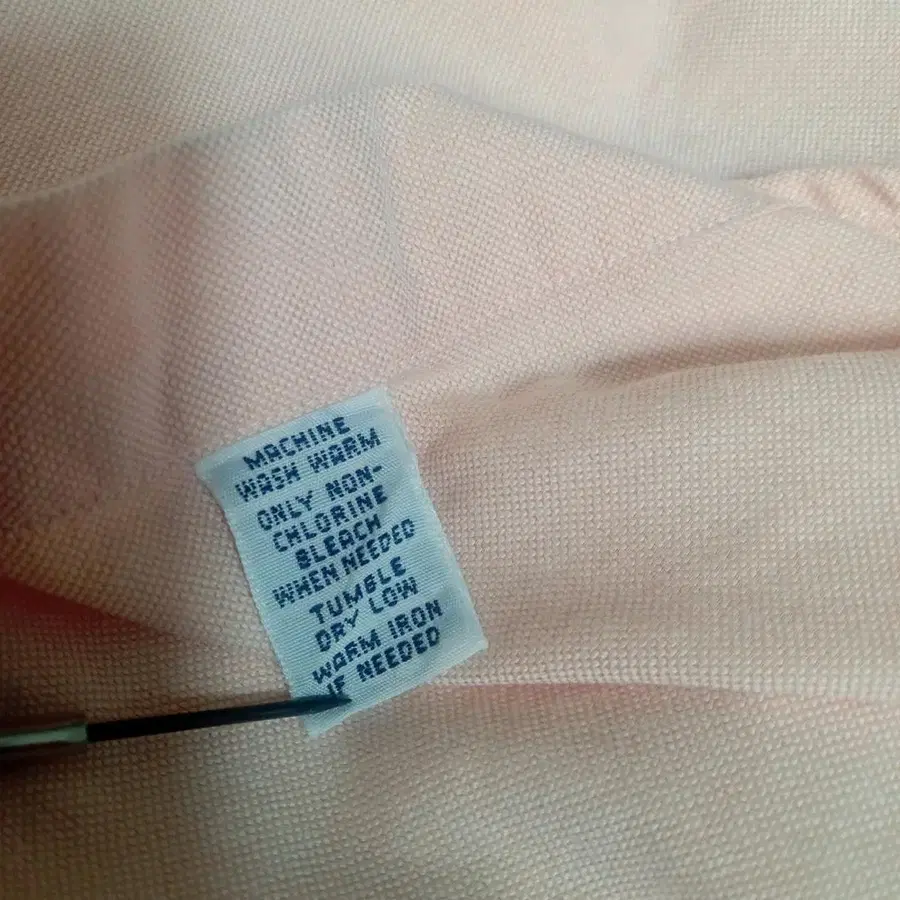 MACHINE
WASH WARM
ONLY NON-
CHLORINE
BLEACH
WHEN NEEDED
TUMBLE
DRY LOW
WARM IRON
IF NEEDED